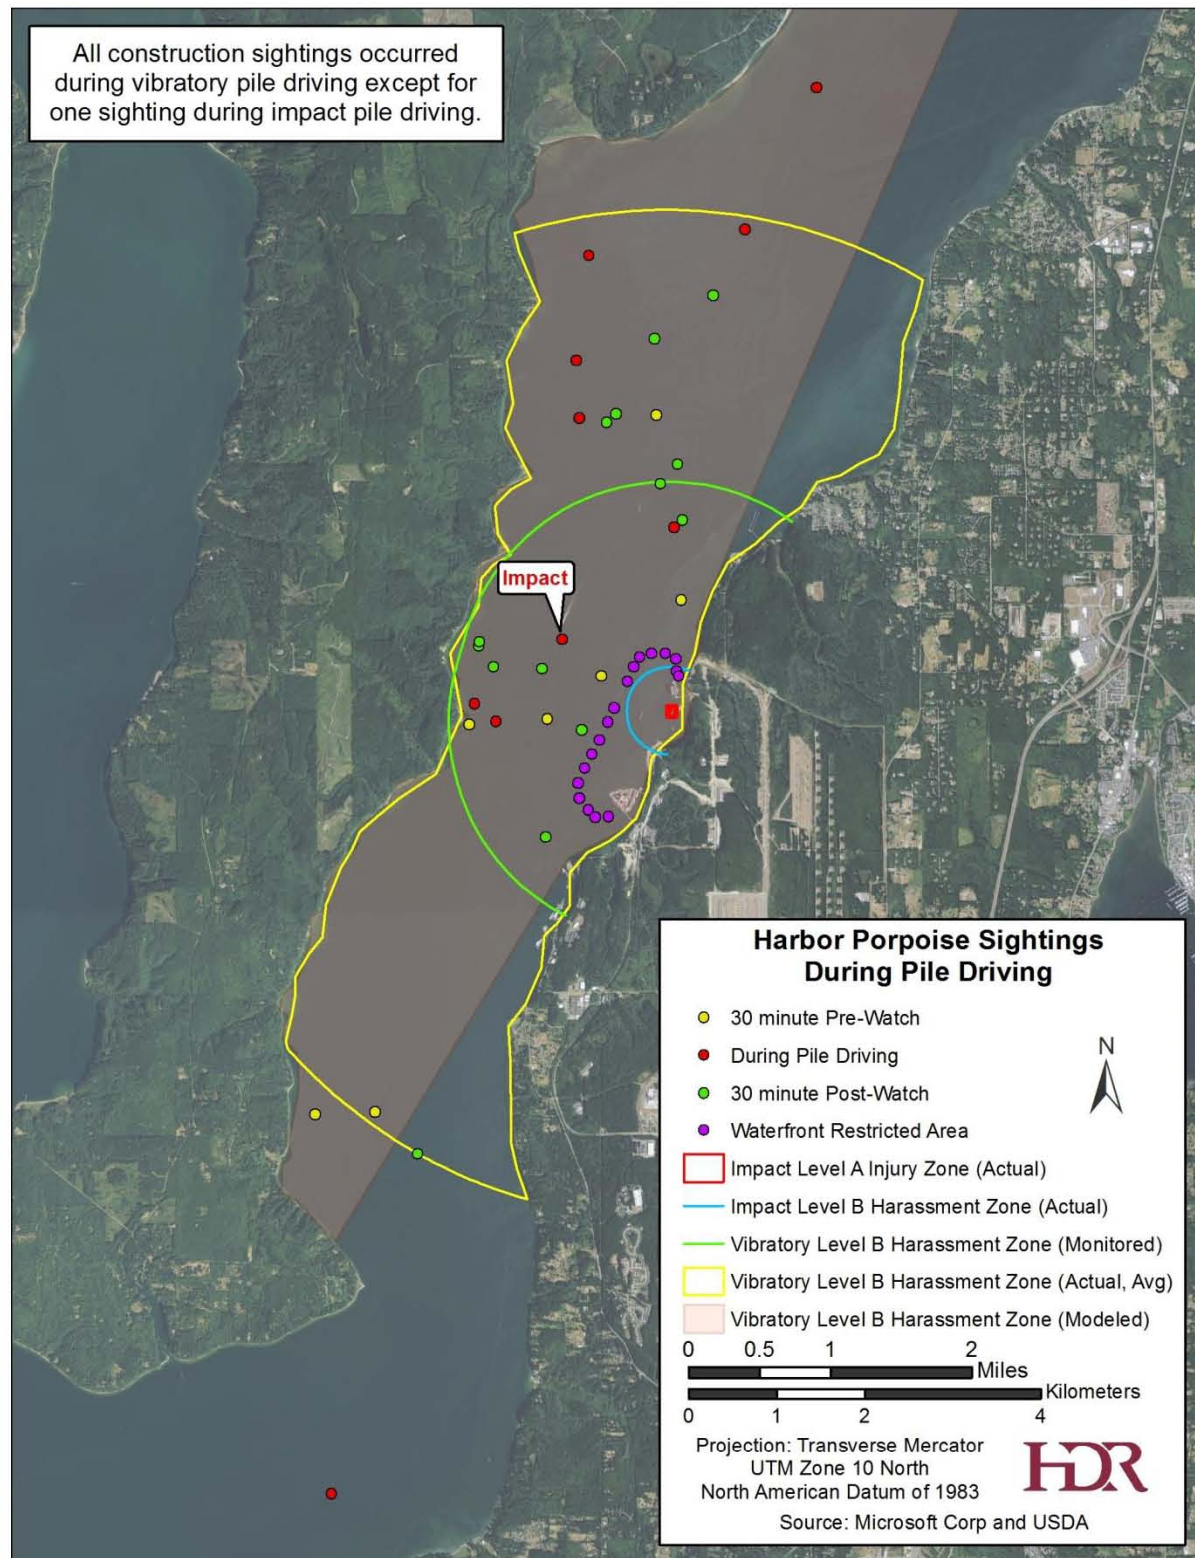 All construction sightings occurred
during vibratory pile driving except for
one sighting during impact pile driving.
Impact
Harbor Porpoise Sightings
During Pile Driving
30 minute Pre-Watch
During Pile Driving
30 minute Post-Watch
Waterfront Restricted Area
N
Impact Level A Injury Zone (Actual)
Impact Level B Harassment Zone (Actual)
Vibratory Level B Harassment Zone (Monitored)
Vibratory Level B Harassment Zone (Actual, Avg)
Vibratory Level B Harassment Zone (Modeled)
0 0.5 1 2
Miles
Kilometers
0 1 2 4
Projection: Transverse Mercator
UTM Zone 10 North
North American Datum of 1983
HDR
Source: Microsoft Corp and USDA